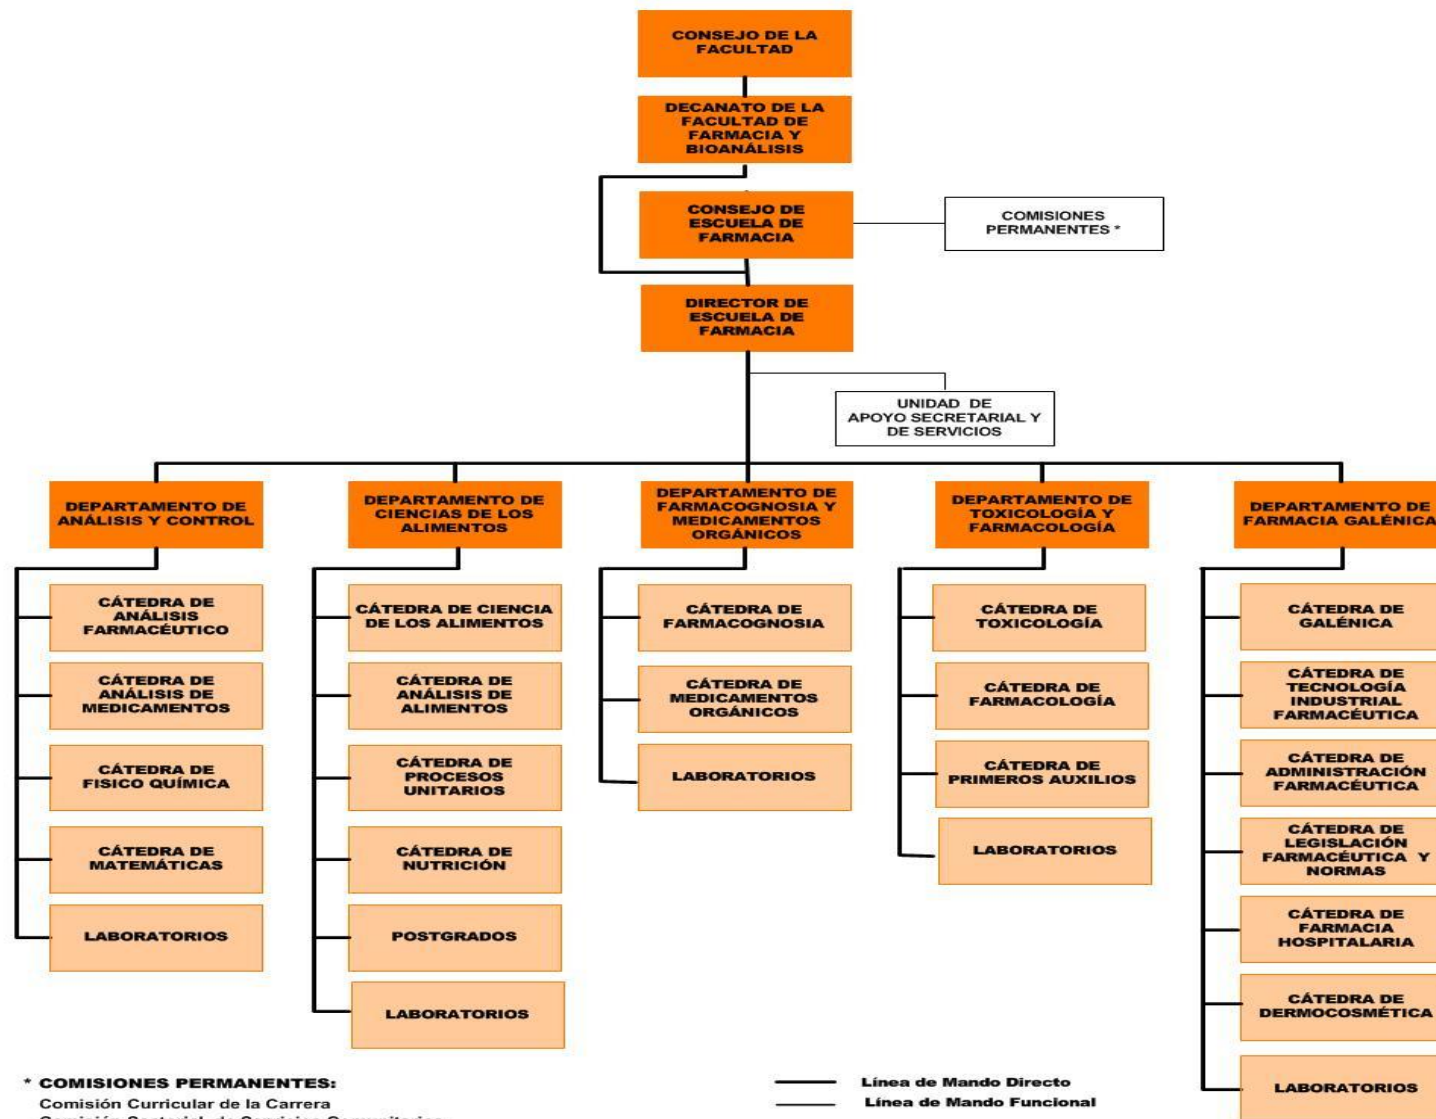 CONSEJO DE LA
FACULTAD
DECANATO DE LA
FACULTAD DE
FARMACIA Y
BIOANÁLISIS
CONSEJO DE
ESCUELA DE
FARMACIA
COMISIONES
PERMANENTES *
DIRECTOR DE
ESCUELA DE
FARMACIA
UNIDAD DE
APOYO SECRETARIAL Y
DE SERVICIOS
DEPARTAMENTO DE
ANÁLISIS Y CONTROL
CÁTEDRA DE
ANÁLISIS
FARMACÉUTICO
CÁTEDRA DE
ANÁLISIS DE
MEDICAMENTOS
CÁTEDRA DE
FISICO QUÍMICA
CÁTEDRA DE
MATEMÁTICAS
LABORATORIOS
DEPARTAMENTO DE
CIENCIAS DE LOS
ALIMENTOS
CÁTEDRA DE CIENCIA
DE LOS ALIMENTOS
CÁTEDRA DE
ANÁLISIS DE
ALIMENTOS
CÁTEDRA DE
PROCESOS
UNITARIOS
CÁTEDRA DE
NUTRICIÓN
POSTGRADOS
LABORATORIOS
DEPARTAMENTO DE
FARMACOGNOSIA Y
MEDICAMENTOS
ORGÁNICOS
CÁTEDRA DE
FARMACOGNOSIA
CÁTEDRA DE
MEDICAMENTOS
ORGÁNICOS
LABORATORIOS
DEPARTAMENTO DE
TOXICOLOGÍA Y
FARMACOLOGÍA
CÁTEDRA DE
TOXICOLOGÍA
CÁTEDRA DE
FARMACOLOGÍA
CÁTEDRA DE
PRIMEROS AUXILIOS
LABORATORIOS
DEPARTAMENTO DE
FARMACIA GALÉNICA
CÁTEDRA DE
GALÉNICA
CÁTEDRA DE
TECNOLOGÍA
INDUSTRIAL
FARMACÉUTICA
CÁTEDRA DE
ADMINISTRACIÓN
FARMACÉUTICA
CÁTEDRA DE
LEGISLACIÓN
FARMACÉUTICA Y
NORMAS
CÁTEDRA DE
FARMACIA
HOSPITALARIA
CÁTEDRA DE
DERMOCOSMÉTICA
LABORATORIOS
* COMISIONES PERMANENTES:
Comisión Curricular de la Carrera
Línea de Mando Directo
Línea de Mando Funcional